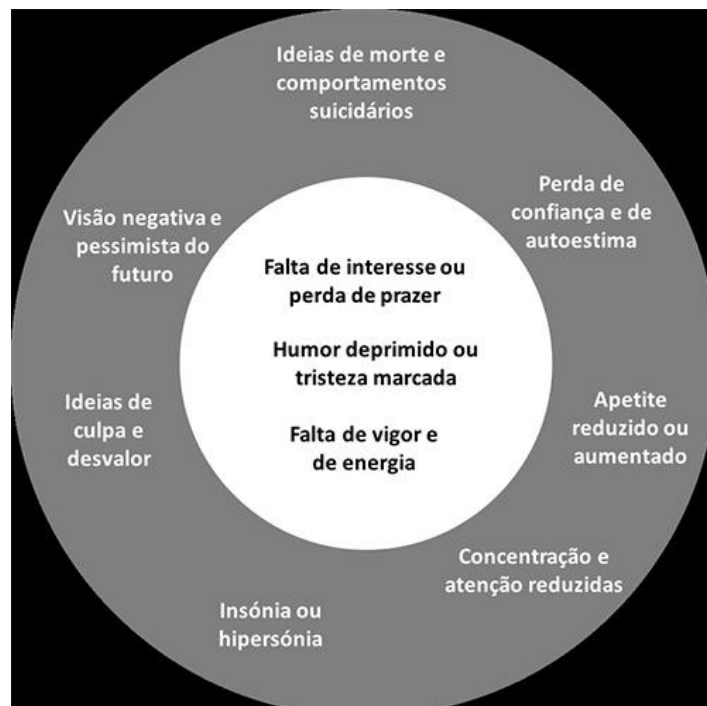 Ideias de morte e
comportamentos
suicidários
Perda de
confiança e de
autoestima
Visão negativa e
pessimista do
futuro
Falta de interesse ou
perda de prazer
Humor deprimido ou
tristeza marcada
Falta de vigor e
de energia
Ideias de
culpa e
desvalor
Apetite
reduzido ou
aumentado
Concentração e
atenção reduzidas
Insónia ou
hipersónia